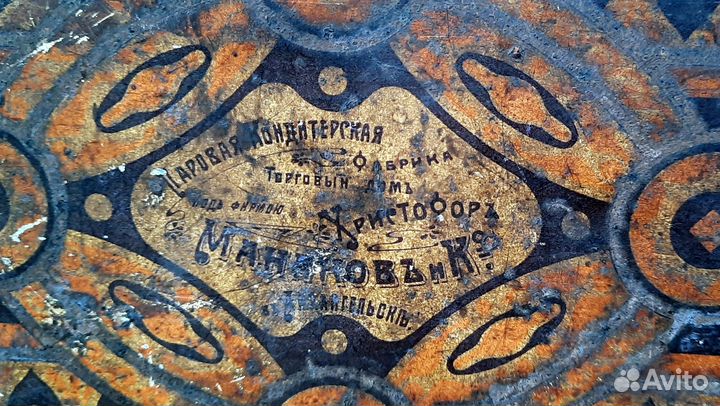 Паровая Кондитерская
Фабрика
Торговый Домъ
подъ фирмою
Христофоръ
Манаковъ и Ко
Архангельскъ.
Avito